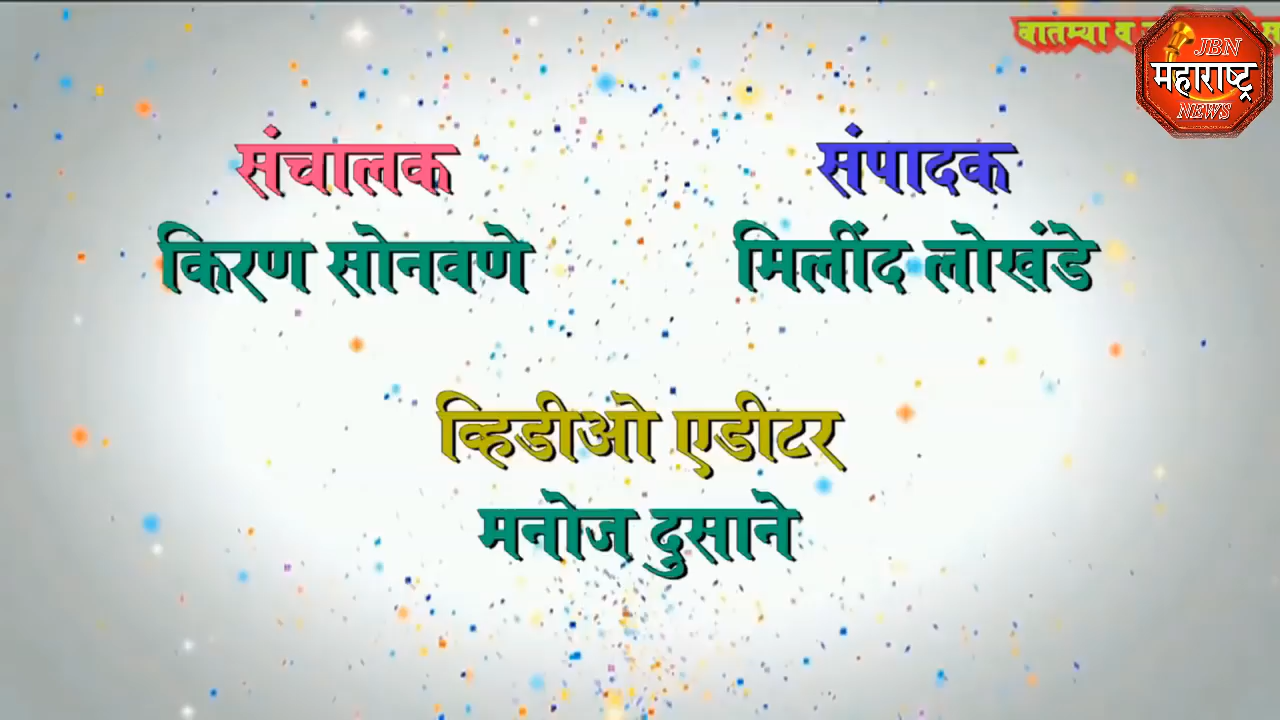 बातम्या व
JBN
महाराष्ट्र
NEWS
संचालक
किरण सोनवणे
संपादक
मिलींद लोखंडे
व्हिडीओ एडीटर
मनोज दुसाने